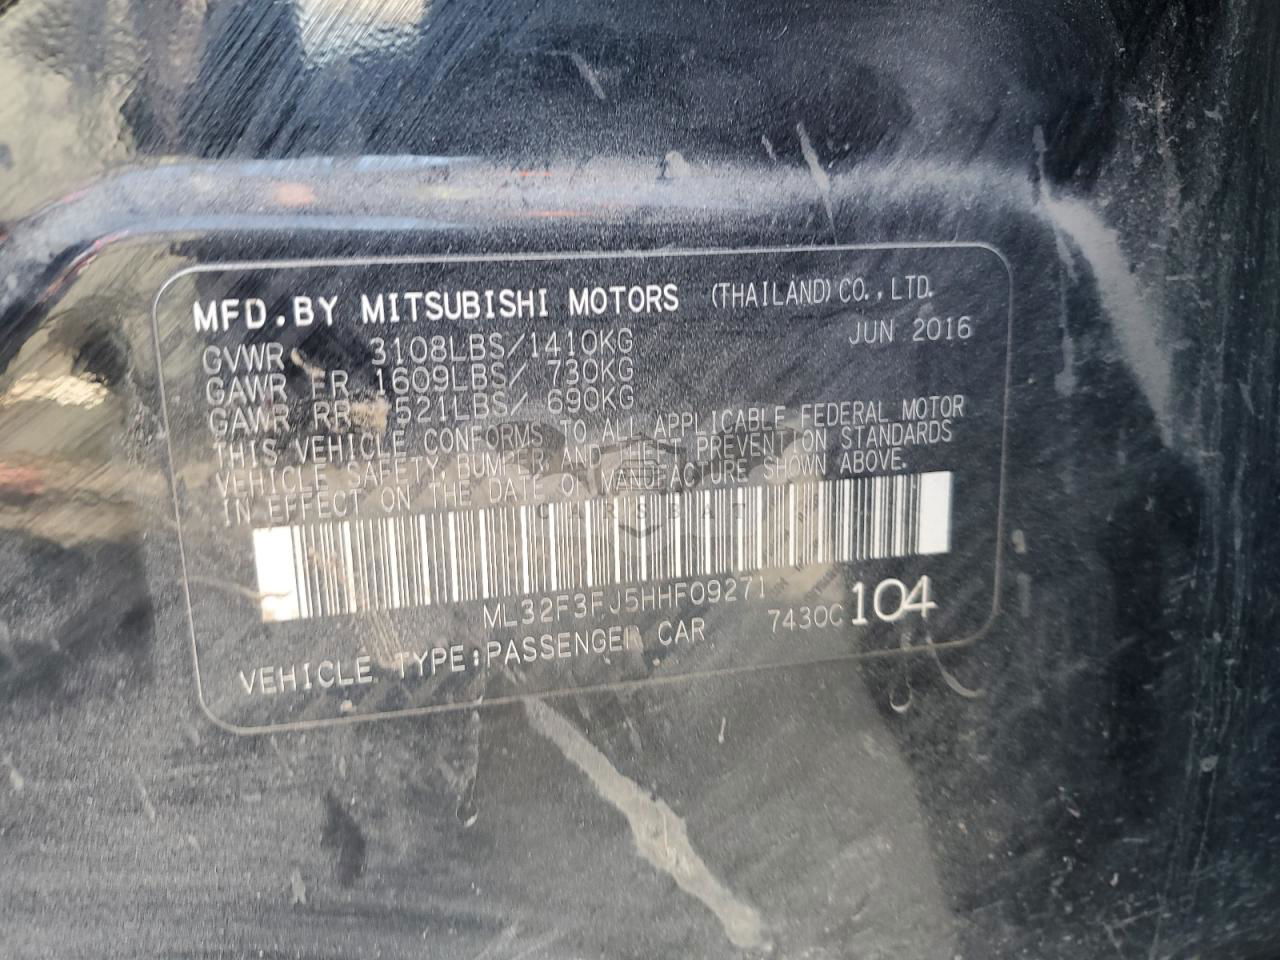 MFD.BY MITSUBISHI MOTORS (THAILAND) CO.,LTD.
GVWR 3108LBS/1410KG JUN 2016
GAWR FR 1609LBS/ 730KG
GAWR RR 521LBS/ 690KG
THIS VEHICLE CONFORMS TO ALL APPLICABLE FEDERAL MOTOR
VEHICLE SAFETY, BUMPER AND THEFT PREVENTION STANDARDS
IN EFFECT ON THE DATE OF MANUFACTURE SHOWN ABOVE.
CARSBAT
ML32F3FJ5HHF09271
7430C 104
VEHICLE TYPE:PASSENGER CAR